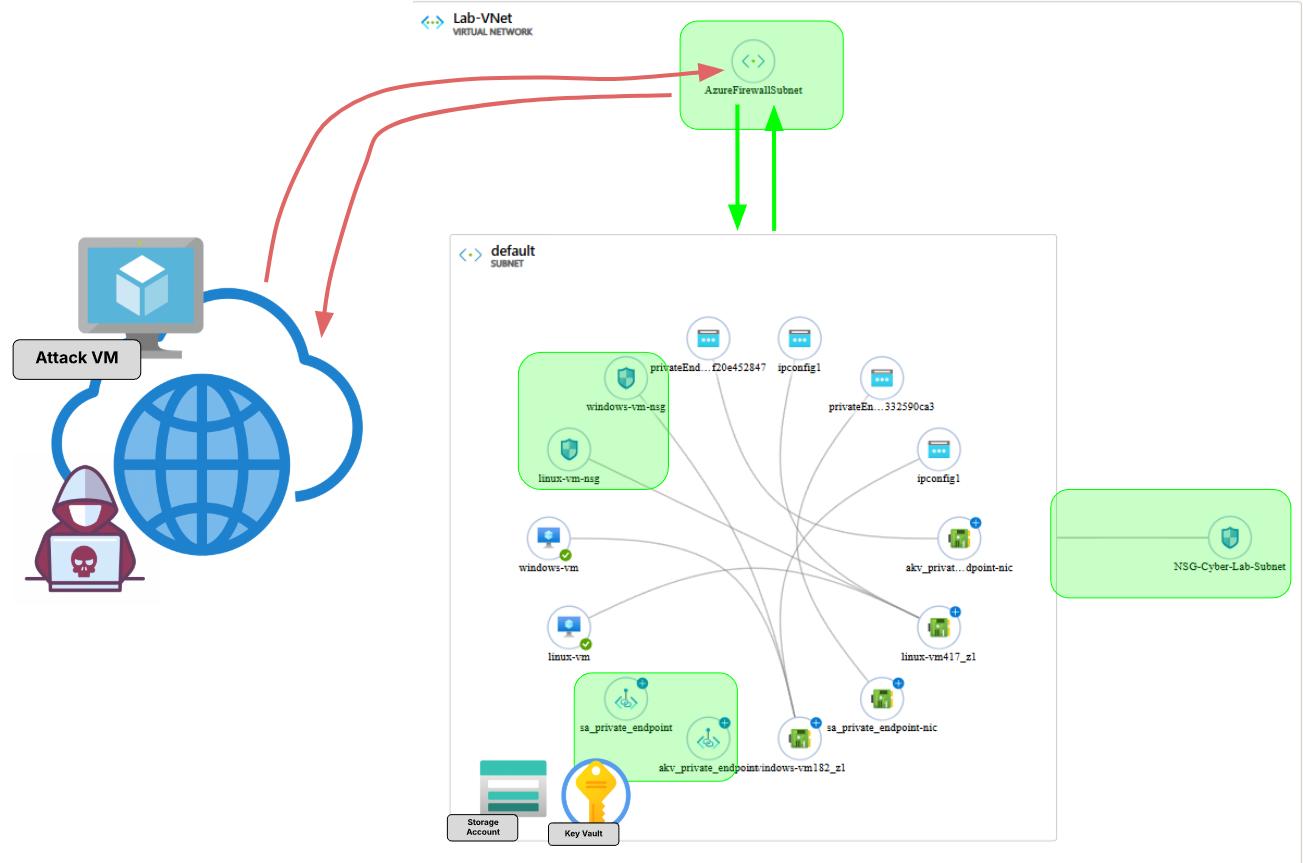 Lab-VNet
VIRTUAL NETWORK
AzureFirewallSubnet
default
SUBNET
Attack VM
privateEnd...f20e452847
ipconfig1
windows-vm-nsg
privateEn...332590ca3
linux-vm-nsg
ipconfig1
windows-vm
akv_privat...dpoint-nic
NSG-Cyber-Lab-Subnet
linux-vm
linux-vm417_z1
sa_private_endpoint
sa_private_endpoint-nic
akv_private_endpoint
indows-vm182_z1
Storage
Account
Key Vault